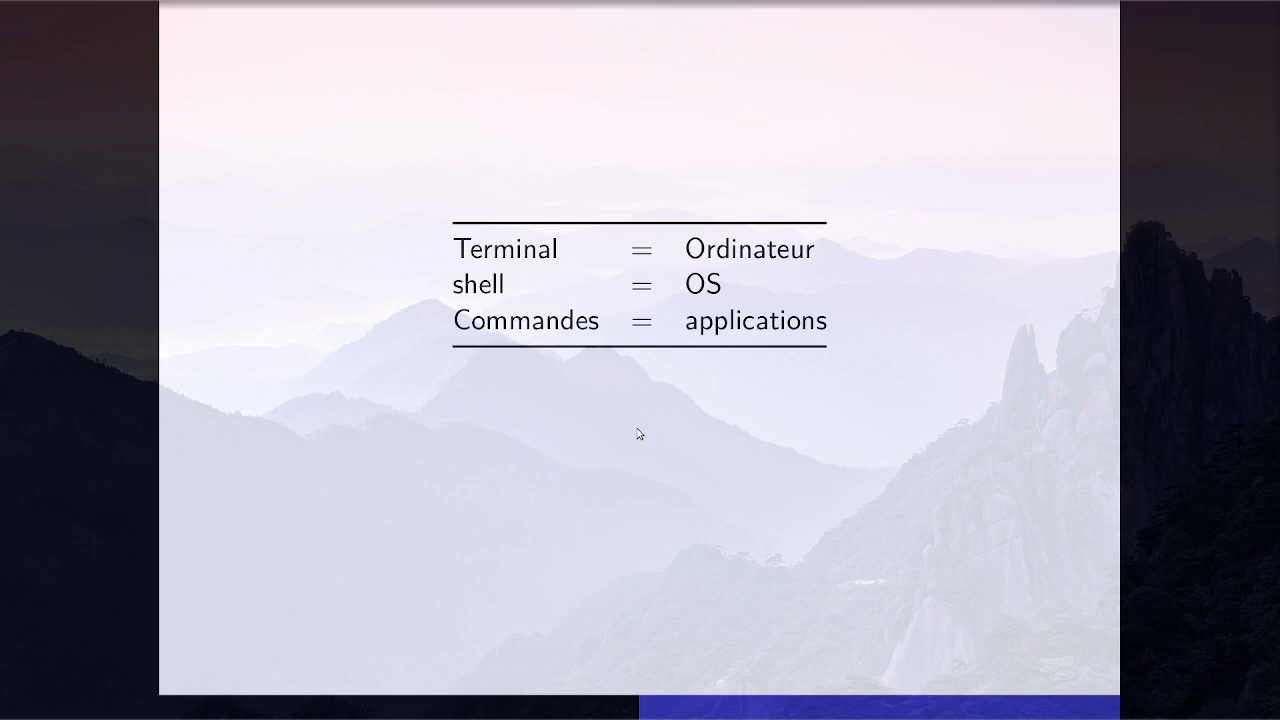 Terminal = Ordinateur
shell = OS
Commandes = applications